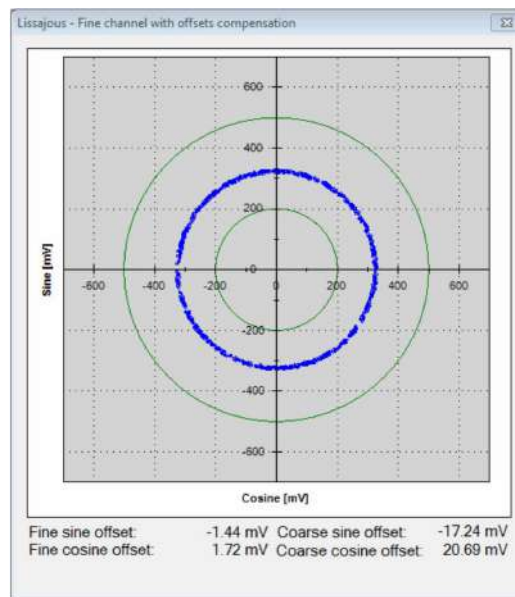 Lissajous - Fine channel with offsets compensation
600
400
200
-600 -400 -200 0 0 200 400 600
-200
-400
-600
Sine [mV]
Cosine [mV]
Fine sine offset: -1.44 mV Coarse sine offset: -17.24 mV
Fine cosine offset: 1.72 mV Coarse cosine offset: 20.69 mV